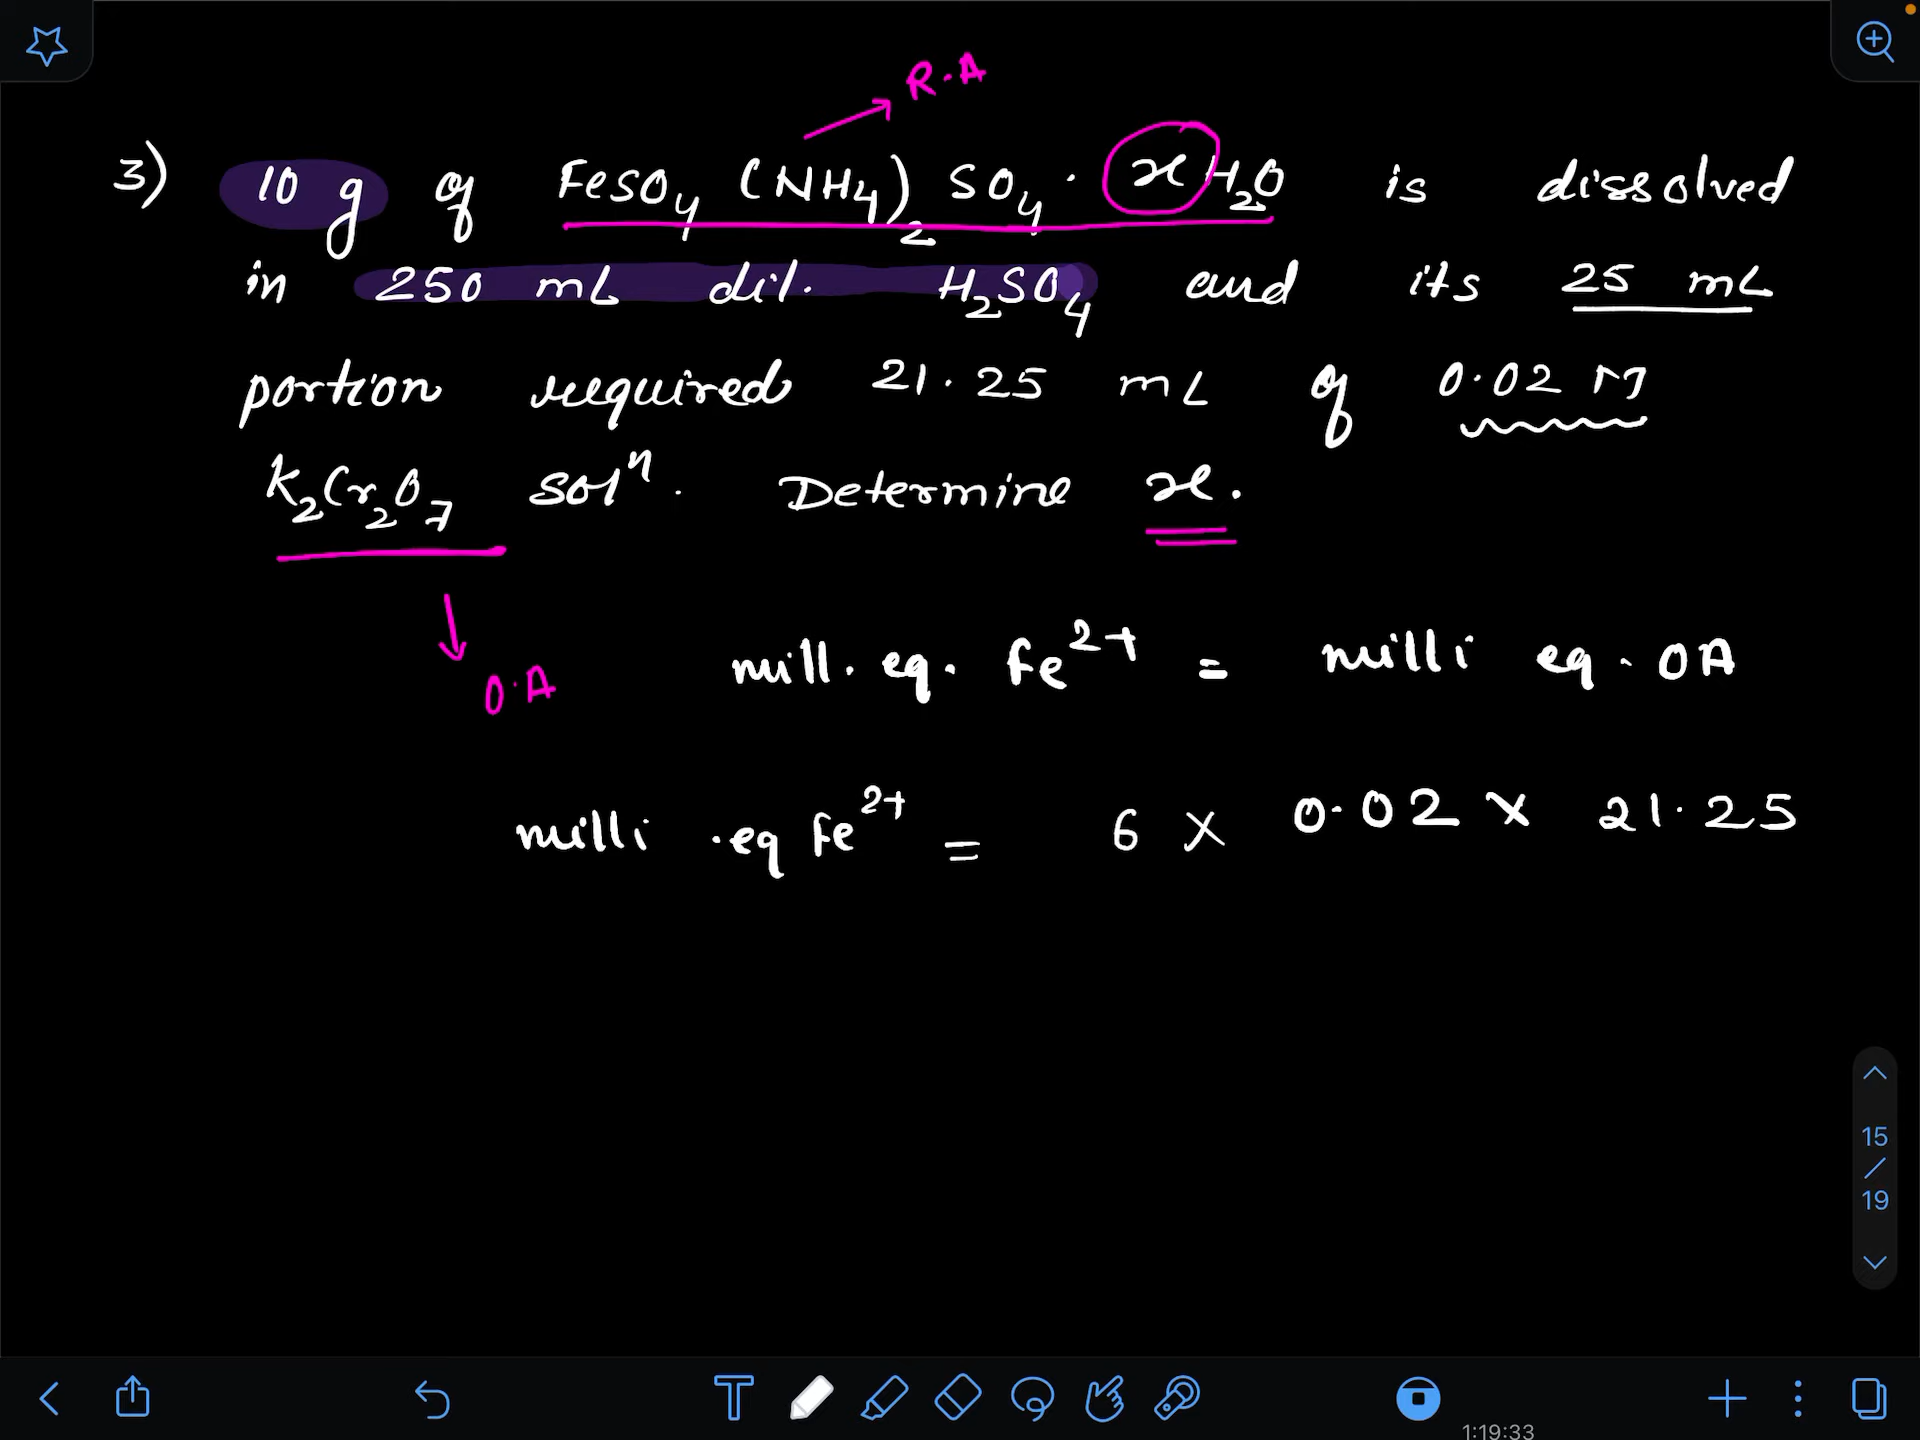 R.A
3) 10 g of FeSO₄ (NH₄)₂ SO₄ · xH₂O is dissolved
in 250 mL dil. H₂SO₄ and its 25 mL
portion required 21.25 mL of 0.02 M
K₂Cr₂O₇ solⁿ. Determine x.
O.A
mill. eq. Fe²⁺ = milli eq. OA
milli .eq Fe²⁺ = 6 × 0.02 × 21.25
15
/
19
T
1:19:33